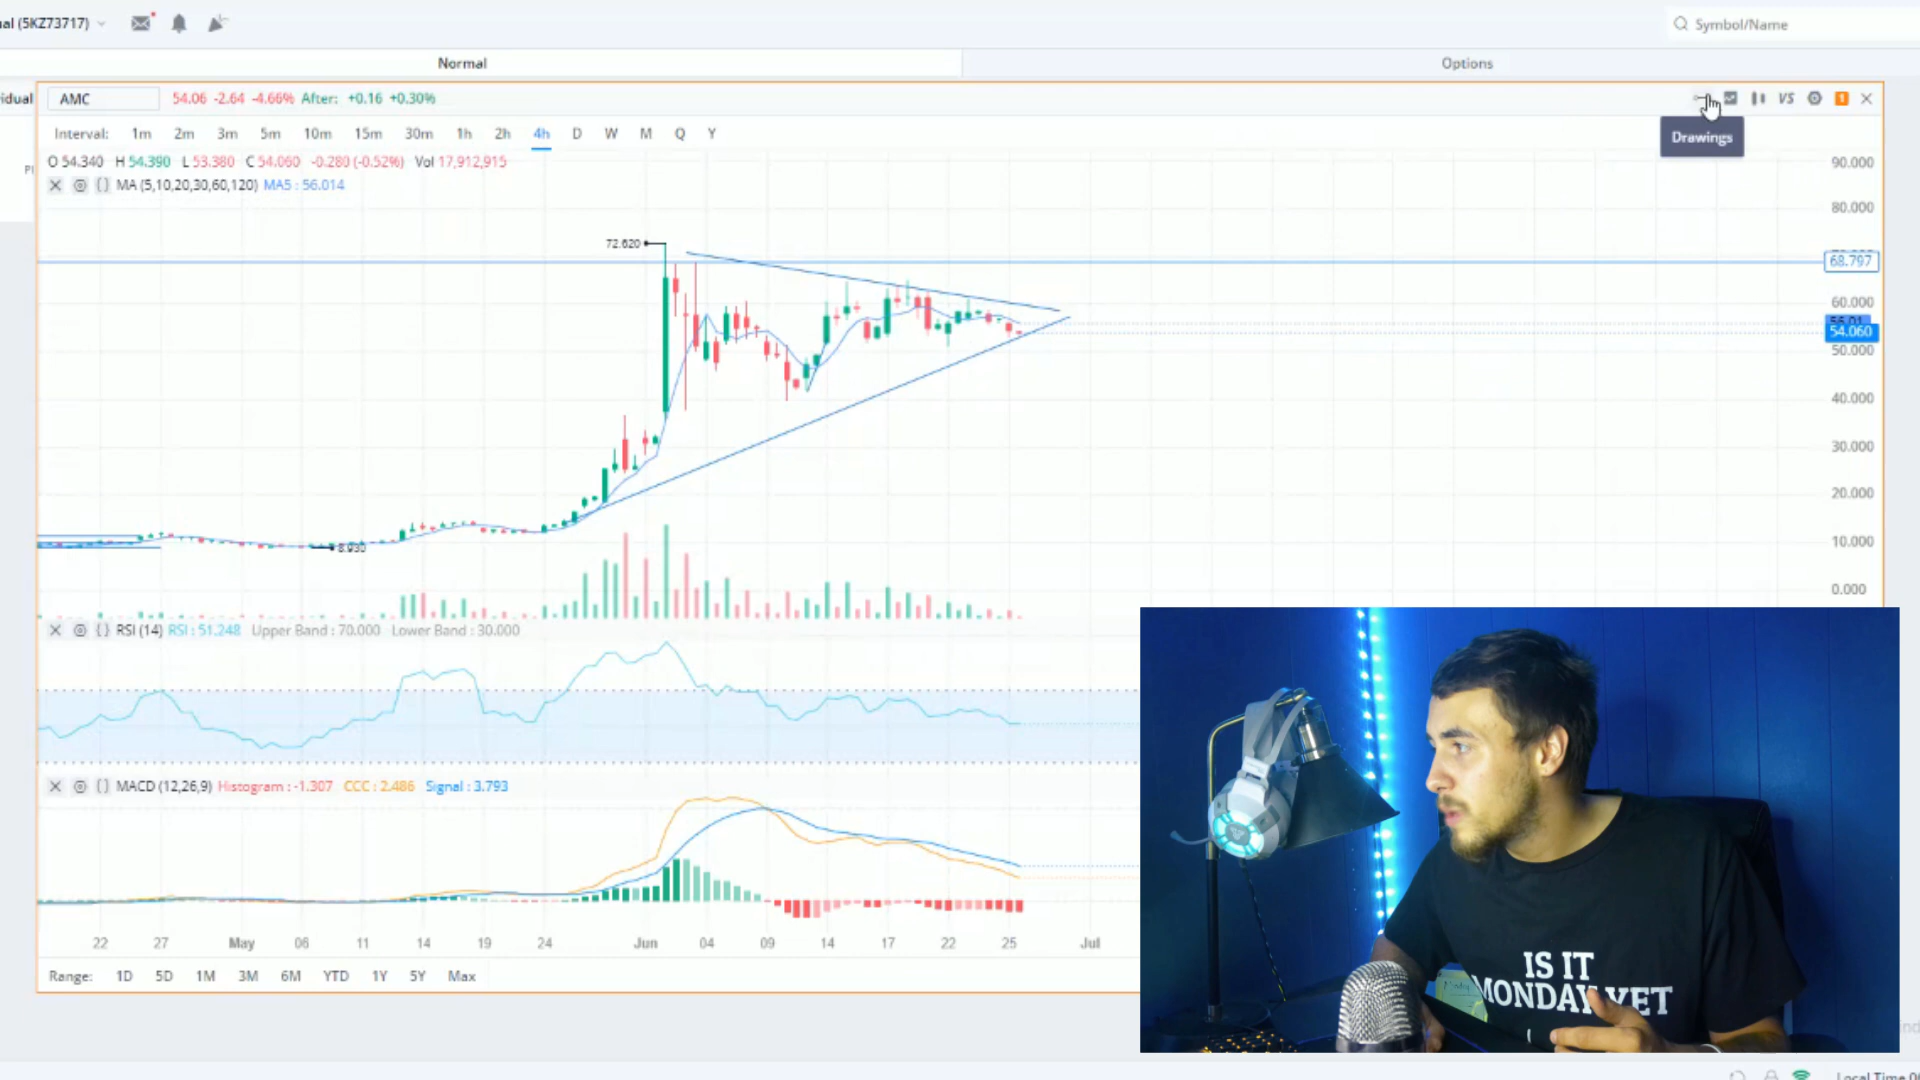 al (5KZ73717)
Symbol/Name
Normal
Options
idual
AMC
54.06 -2.64 -4.66% After: +0.16 +0.30%
VS
1
Drawings
Interval: 1m 2m 3m 5m 10m 15m 30m 1h 2h 4h D W M Q Y
O 54.340 H 54.390 L 53.380 C 54.060 -0.280 (-0.52%) Vol 17,912,915
MA (5,10,20,30,60,120) MA5 : 56.014
90.000
80.000
72.620
68.797
60.000
54.060
50.000
40.000
30.000
20.000
10.000
8.930
0.000
RSI (14) RSI : 51.248 Upper Band : 70.000 Lower Band : 30.000
MACD (12,26,9) Histogram : -1.307 CCC : 2.486 Signal : 3.793
22 27 May 06 11 14 19 24 Jun 04 09 14 17 22 25 Jul
Range: 1D 5D 1M 3M 6M YTD 1Y 5Y Max
IS IT
MONDAY YET
Local Time